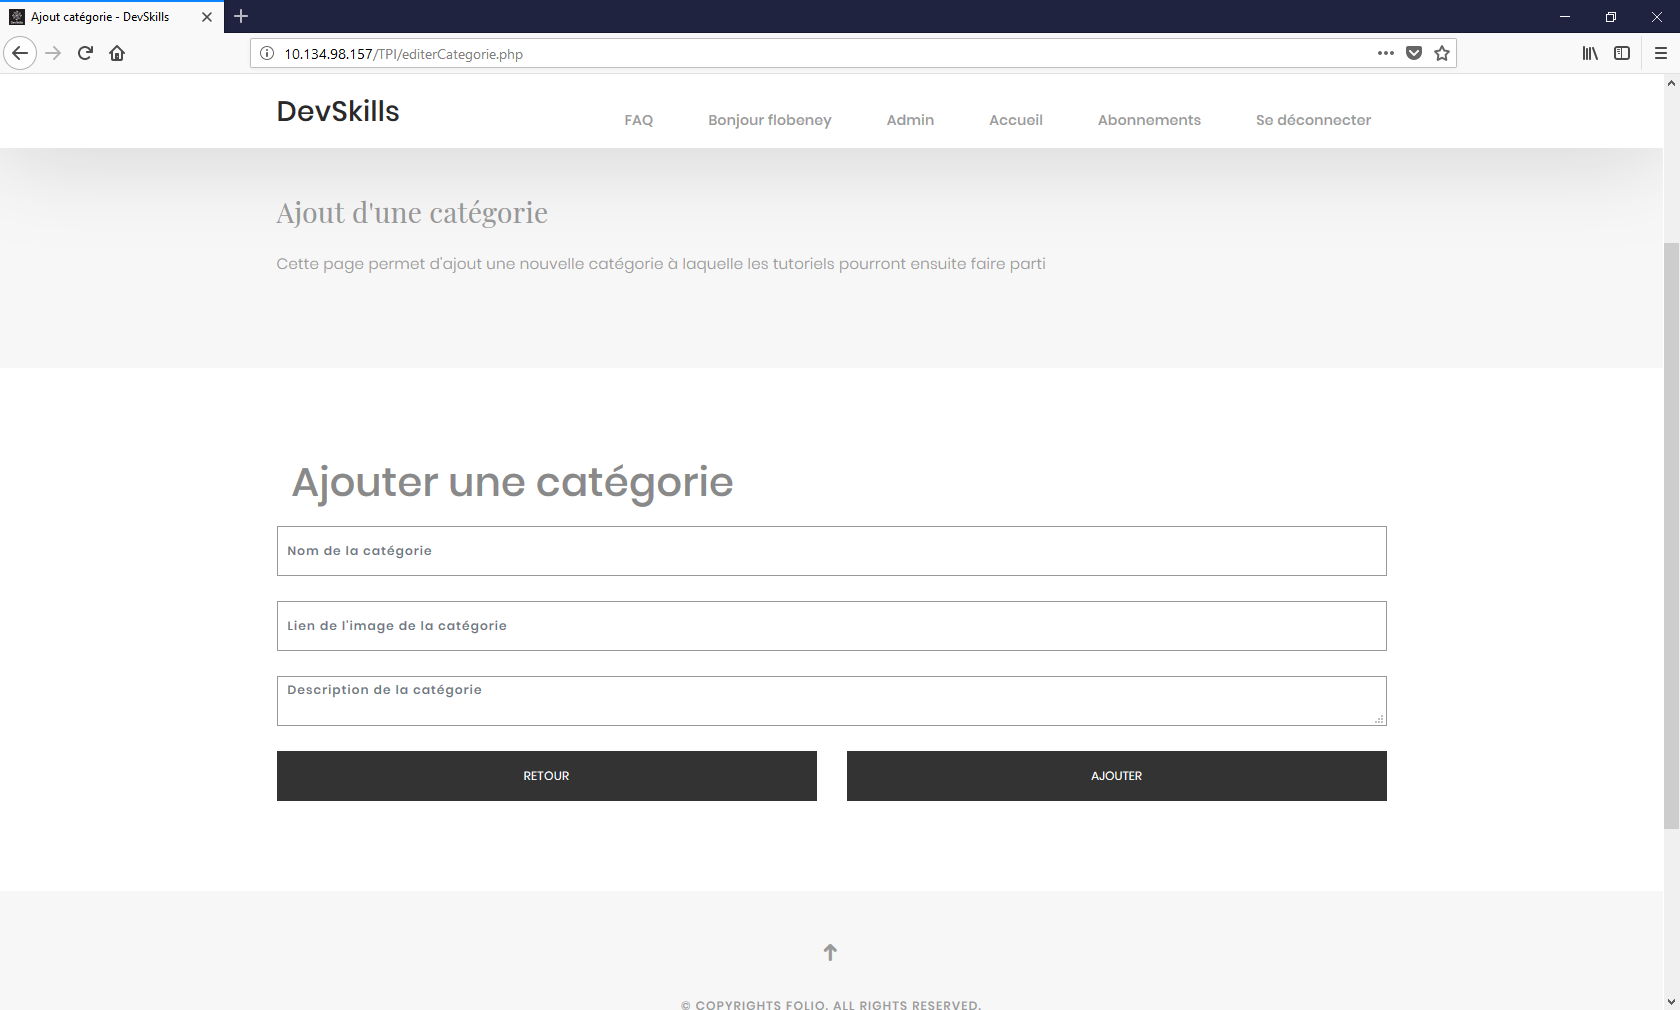 Ajout catégorie - DevSkills
10.134.98.157/TPI/editerCategorie.php
DevSkills
FAQ
Bonjour flobeney
Admin
Accueil
Abonnements
Se déconnecter
Ajout d'une catégorie
Cette page permet d'ajout une nouvelle catégorie à laquelle les tutoriels pourront ensuite faire parti
Ajouter une catégorie
Nom de la catégorie
Lien de l'image de la catégorie
Description de la catégorie
RETOUR
AJOUTER
© COPYRIGHTS FOLIO. ALL RIGHTS RESERVED.